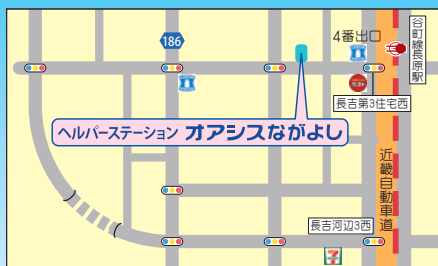 186
4番出口
谷町線長原駅
長吉第3住宅西
ヘルパーステーション オアシスながよし
近畿自動車道
長吉河辺3西